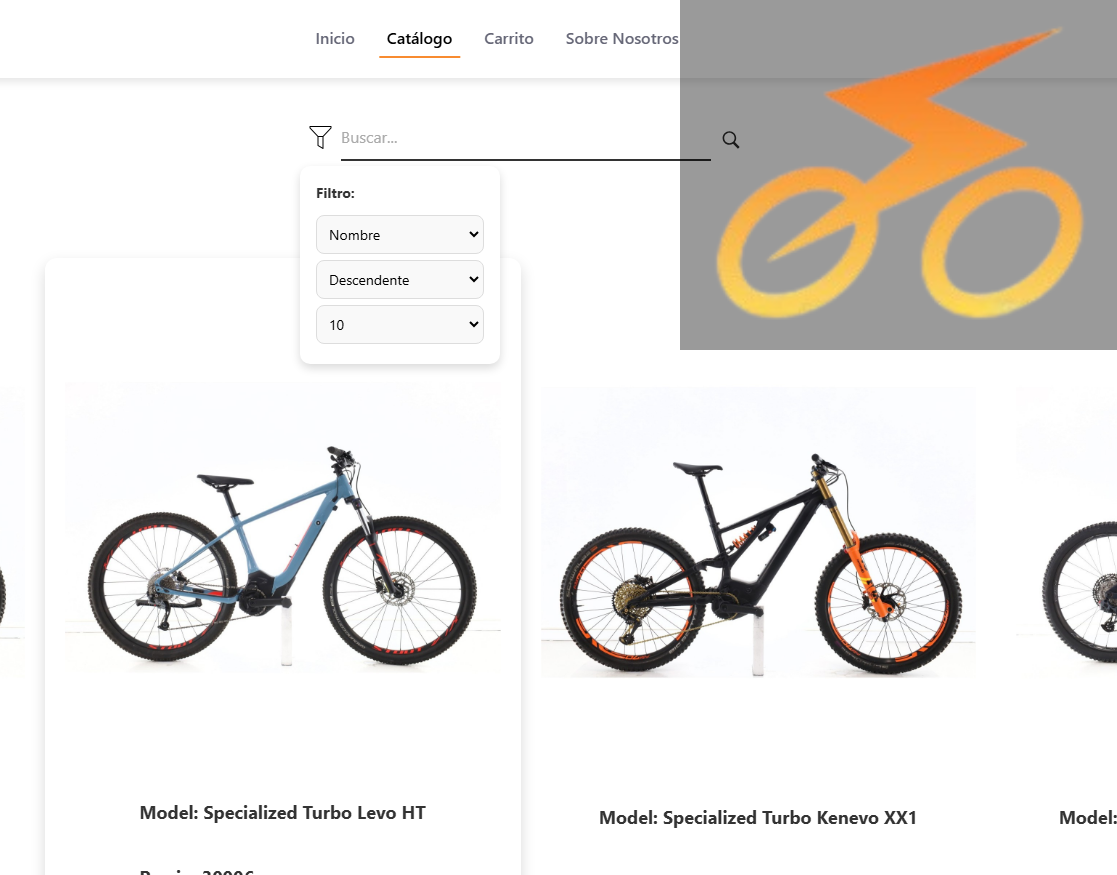 Inicio Catálogo Carrito Sobre Nosotros
Buscar...
Filtro:
Nombre
Descendente
10
Model: Specialized Turbo Levo HT
Model: Specialized Turbo Kenevo XX1
Model: